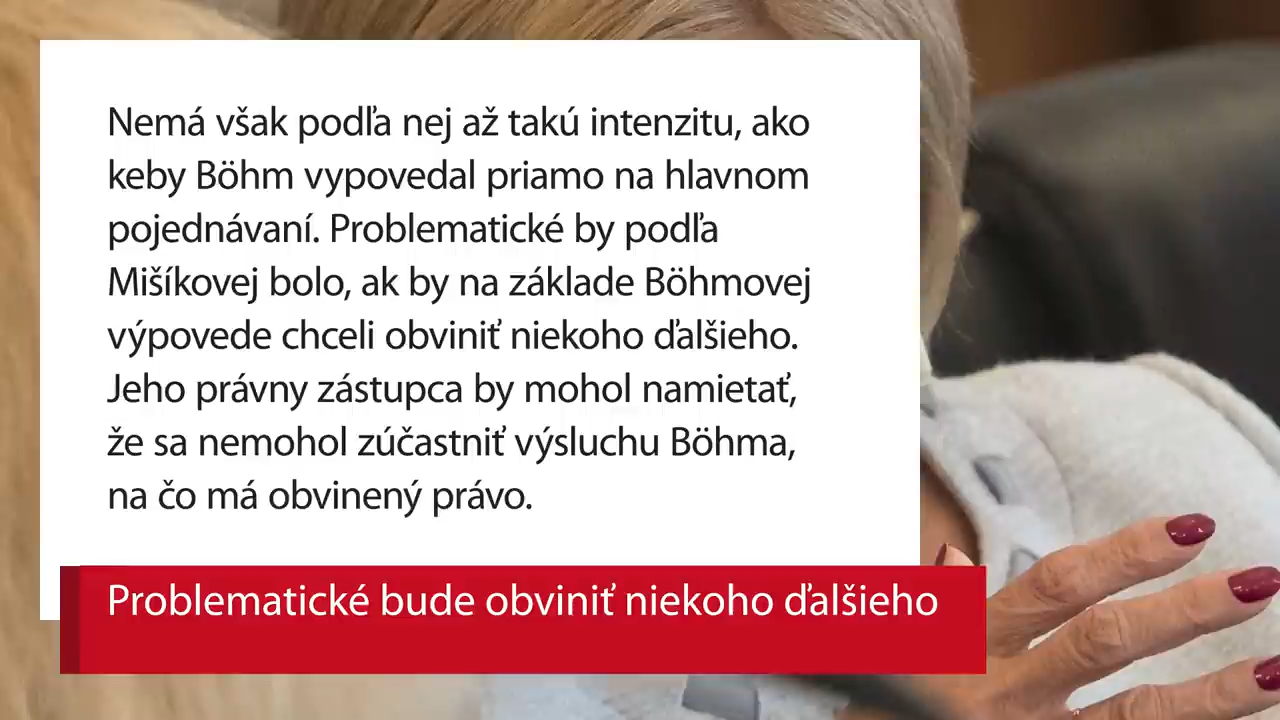 Nemá však podľa nej až takú intenzitu, ako
keby Böhm vypovedal priamo na hlavnom
pojednávaní. Problematické by podľa
Mišíkovej bolo, ak by na základe Böhmovej
výpovede chceli obviniť niekoho ďalšieho.
Jeho právny zástupca by mohol namietať,
že sa nemohol zúčastniť výsluchu Böhma,
na čo má obvinený právo.
Problematické bude obviniť niekoho ďalšieho